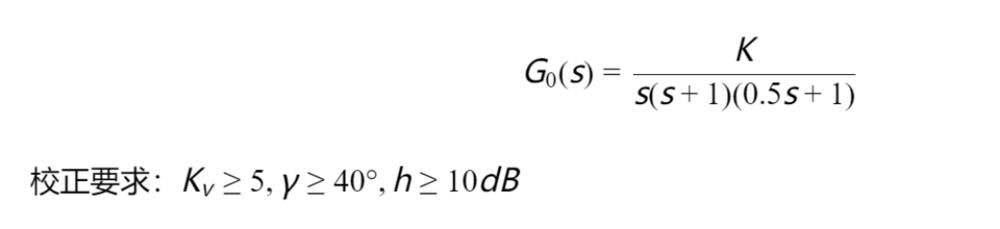 G₀(s) = K / s(s + 1)(0.5s + 1)
校正要求：Kᵥ ≥ 5, γ ≥ 40°, h ≥ 10dB